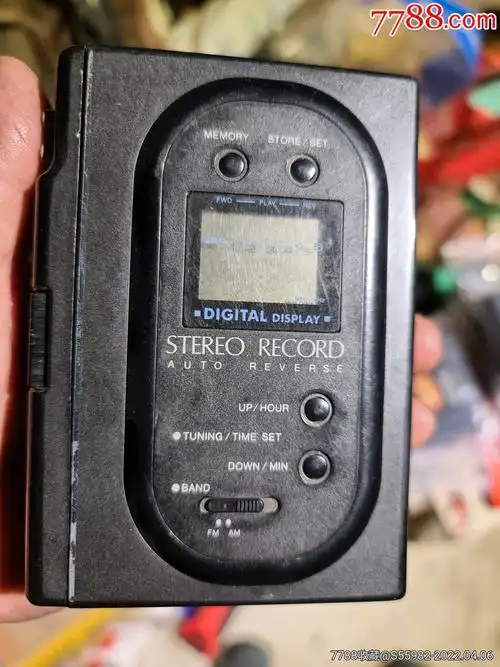 7788.com
MEMORY STORE/SET
FWD PLAY REV
DIGITAL DISPLAY
STEREO RECORD
AUTO REVERSE
UP/HOUR
TUNING/TIME SET
DOWN/MIN
BAND
FM AM
7788收藏@S55982-2022.04.06